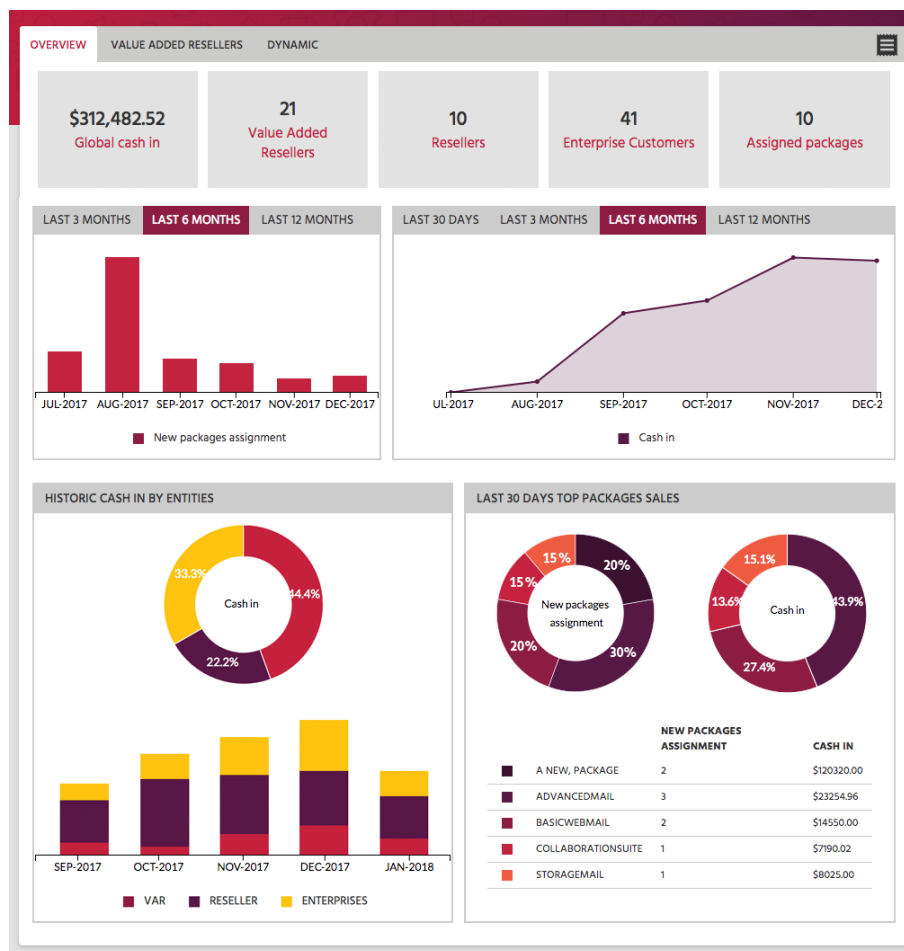 OVERVIEW VALUE ADDED RESELLERS DYNAMIC
$312,482.52
Global cash in
21
Value Added
Resellers
10
Resellers
41
Enterprise Customers
10
Assigned packages
LAST 3 MONTHS LAST 6 MONTHS LAST 12 MONTHS
JUL-2017 AUG-2017 SEP-2017 OCT-2017 NOV-2017 DEC-2017
New packages assignment
LAST 30 DAYS LAST 3 MONTHS LAST 6 MONTHS LAST 12 MONTHS
UL-2017 AUG-2017 SEP-2017 OCT-2017 NOV-2017 DEC-2
Cash in
HISTORIC CASH IN BY ENTITIES
33.3%
44.4%
Cash in
22.2%
SEP-2017 OCT-2017 NOV-2017 DEC-2017 JAN-2018
VAR RESELLER ENTERPRISES
LAST 30 DAYS TOP PACKAGES SALES
15 % 20%
15 %
New packages
assignment
20% 30%
15.1%
13.6% 43.9%
Cash in
27.4%
NEW PACKAGES
ASSIGNMENT CASH IN
A NEW, PACKAGE 2 $120320.00
ADVANCEDMAIL 3 $23254.96
BASICWEBMAIL 2 $14550.00
COLLABORATIONSUITE 1 $7190.02
STORAGEMAIL 1 $8025.00